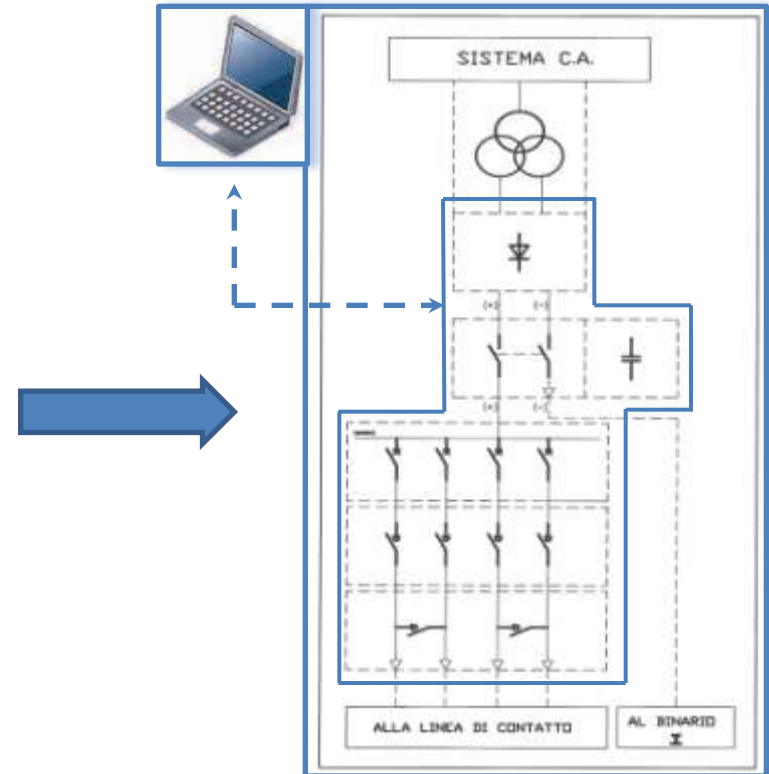 SISTEMA C.A.
(+) (-)
(+) (-)
ALLA LINEA DI CONTATTO
AL BINARIO